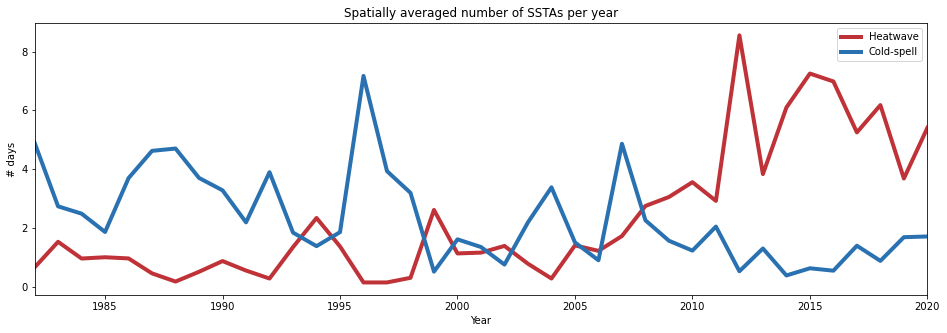 Spatially averaged number of SSTAs per year
# days
8
6
4
2
0
Heatwave
Cold-spell
1985 1990 1995 2000 2005 2010 2015 2020
Year